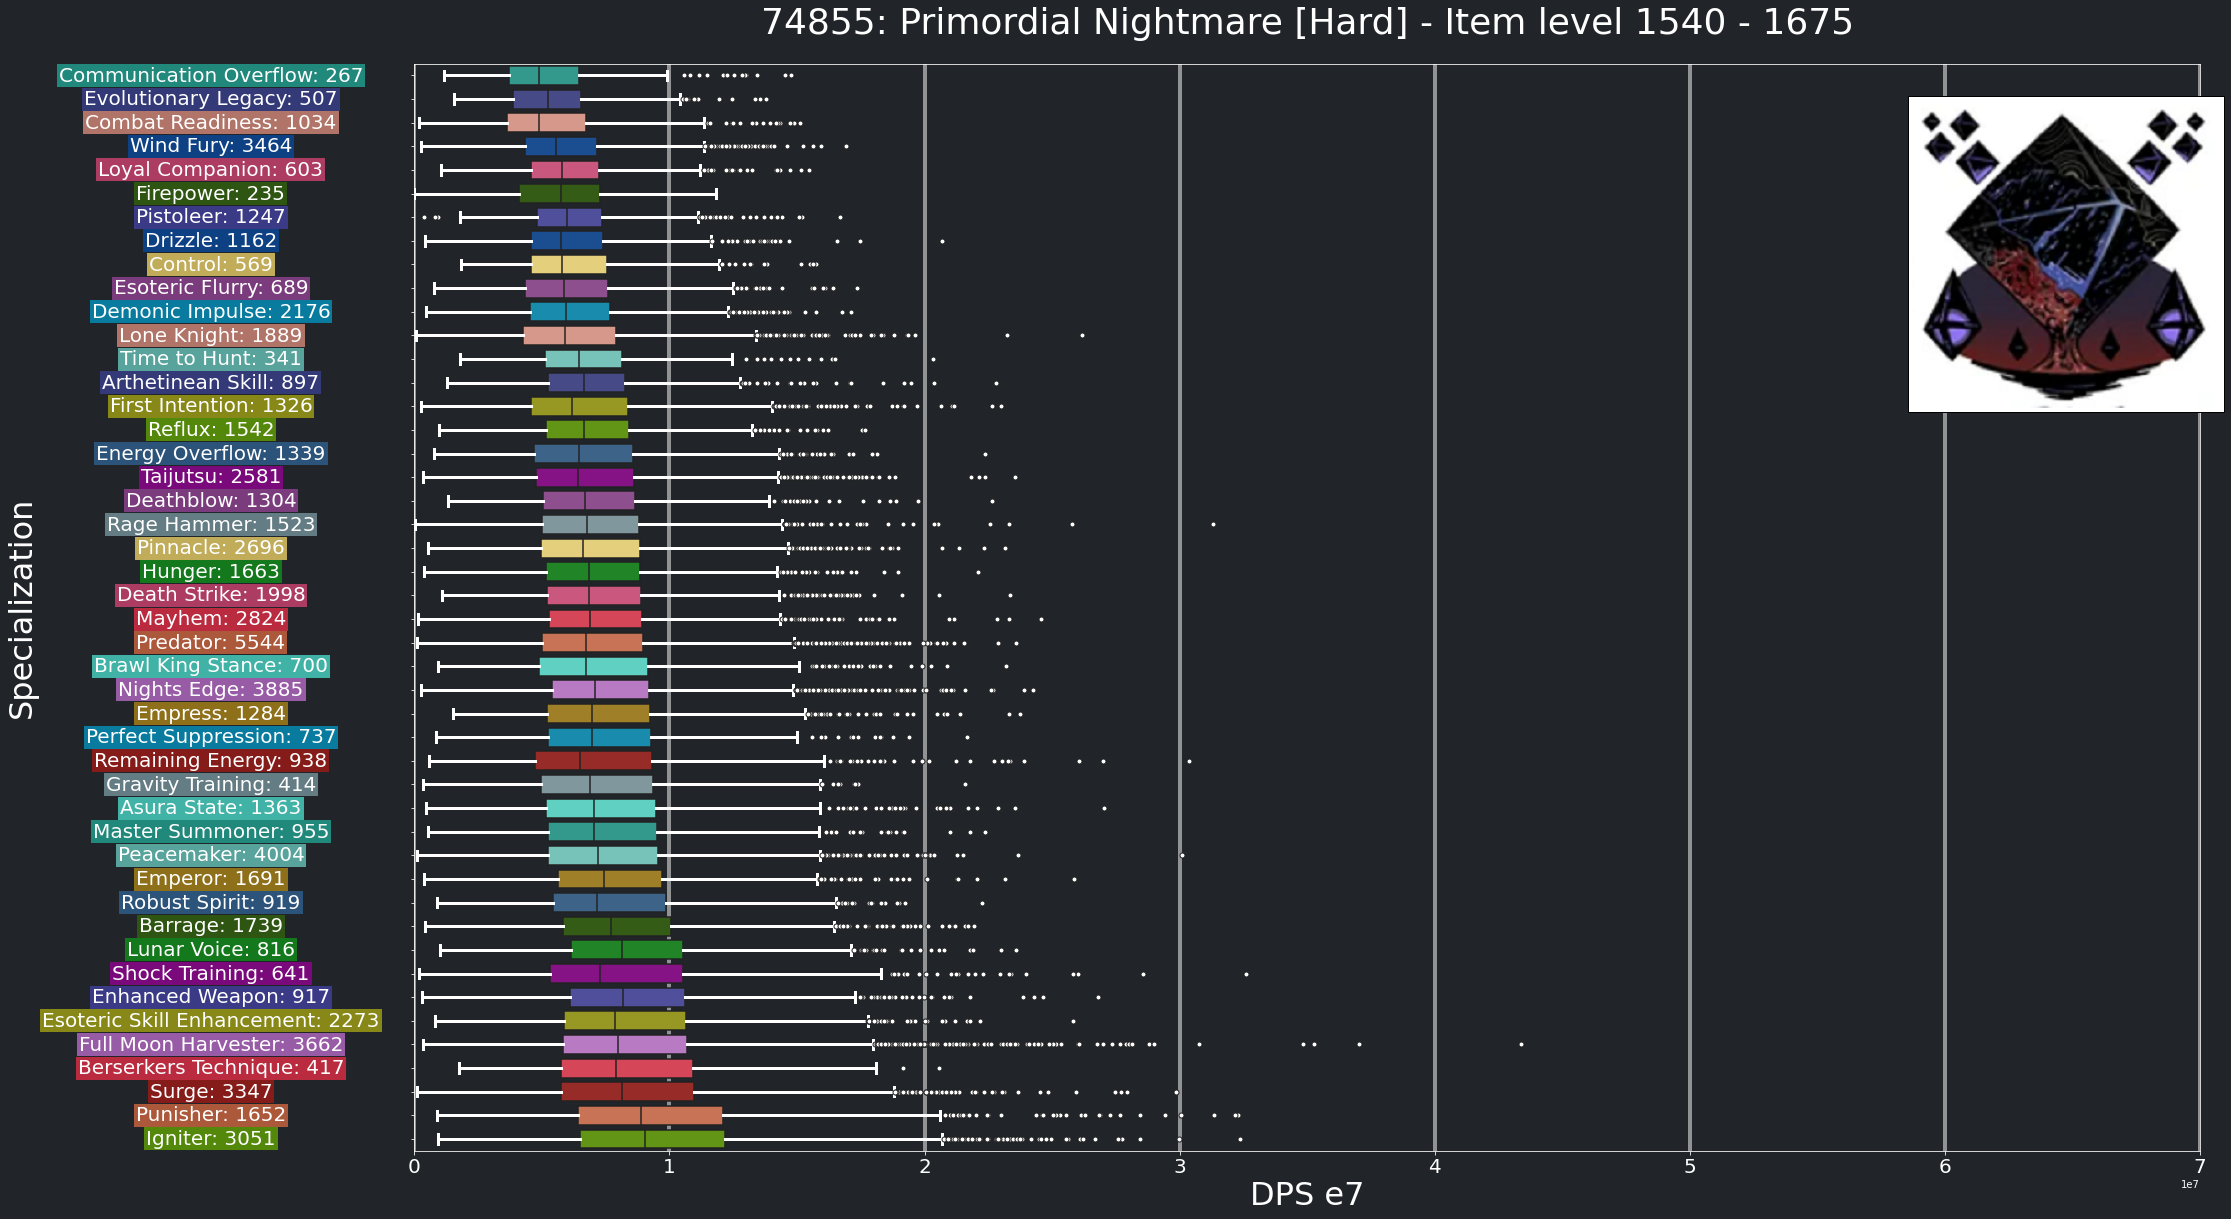 74855: Primordial Nightmare [Hard] - Item level 1540 - 1675
Communication Overflow: 267
Evolutionary Legacy: 507
Combat Readiness: 1034
Wind Fury: 3464
Loyal Companion: 603
Firepower: 235
Pistoleer: 1247
Drizzle: 1162
Control: 569
Esoteric Flurry: 689
Demonic Impulse: 2176
Lone Knight: 1889
Time to Hunt: 341
Arthetinean Skill: 897
First Intention: 1326
Reflux: 1542
Energy Overflow: 1339
Taijutsu: 2581
Deathblow: 1304
Rage Hammer: 1523
Pinnacle: 2696
Hunger: 1663
Death Strike: 1998
Mayhem: 2824
Predator: 5544
Brawl King Stance: 700
Nights Edge: 3885
Empress: 1284
Perfect Suppression: 737
Remaining Energy: 938
Gravity Training: 414
Asura State: 1363
Master Summoner: 955
Peacemaker: 4004
Emperor: 1691
Robust Spirit: 919
Barrage: 1739
Lunar Voice: 816
Shock Training: 641
Enhanced Weapon: 917
Esoteric Skill Enhancement: 2273
Full Moon Harvester: 3662
Berserkers Technique: 417
Surge: 3347
Punisher: 1652
Igniter: 3051
Specialization
0 1 2 3 4 5 6 7
1e7
DPS e7